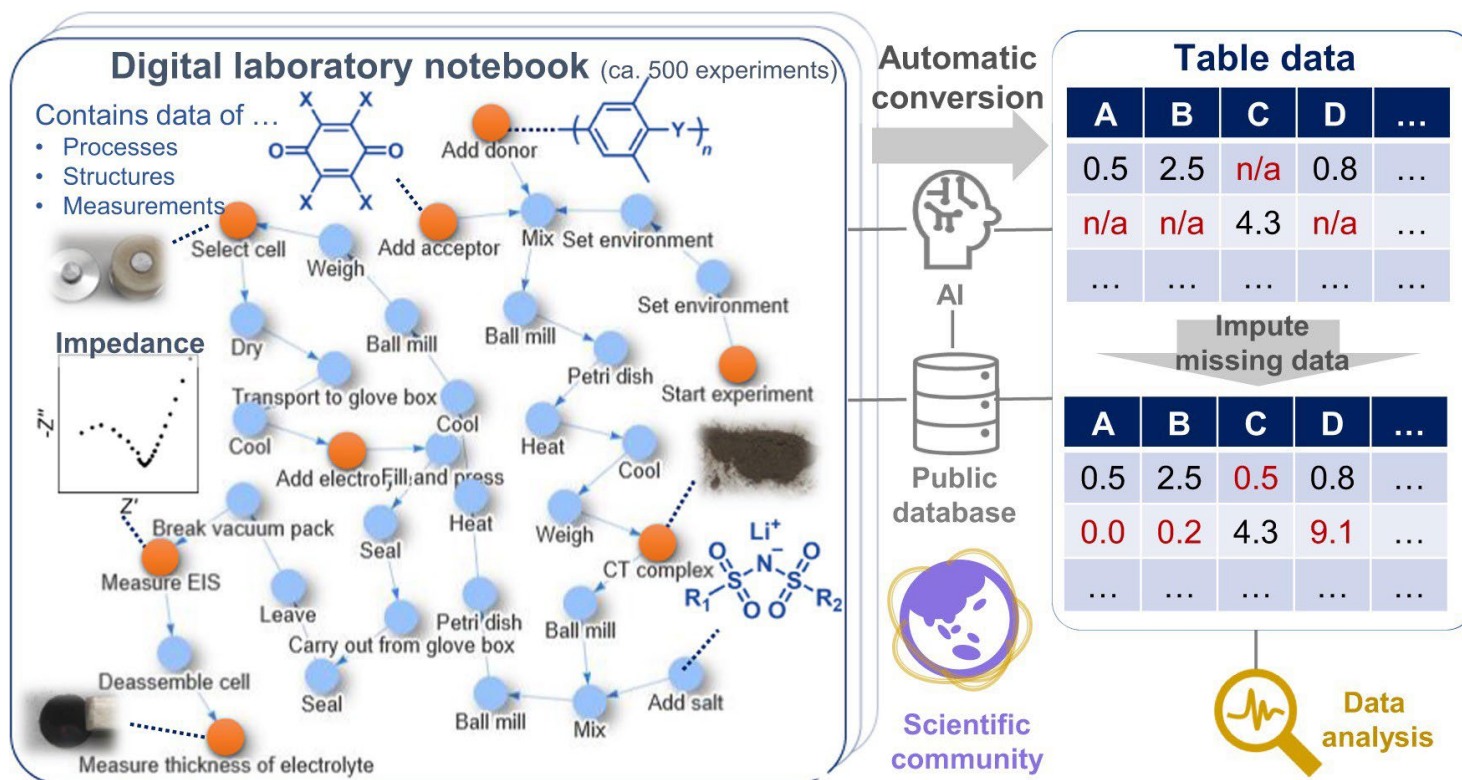 Digital laboratory notebook (ca. 500 experiments)
Contains data of …
• Processes
• Structures
• Measurements
X X
O O
X X
Add donor
Y
n
Add acceptor
Mix
Set environment
Select cell
Weigh
Set environment
Ball mill
Ball mill
Dry
Petri dish
Start experiment
Impedance
-Z''
Z'
Transport to glove box
Cool
Cool
Heat
Cool
Add electro
Fill and press
Break vacuum pack
Heat
Weigh
Seal
CT complex
Li⁺
O O
S N⁻ S
R₁ O O R₂
Measure EIS
Leave
Petri dish
Ball mill
Carry out from glove box
Deassemble cell
Seal
Ball mill
Mix
Add salt
Measure thickness of electrolyte
Automatic
conversion
AI
Public
database
Scientific
community
Table data
A B C D …
0.5 2.5 n/a 0.8 …
n/a n/a 4.3 n/a …
… … … … …
Impute
missing data
A B C D …
0.5 2.5 0.5 0.8 …
0.0 0.2 4.3 9.1 …
… … … … …
Data
analysis